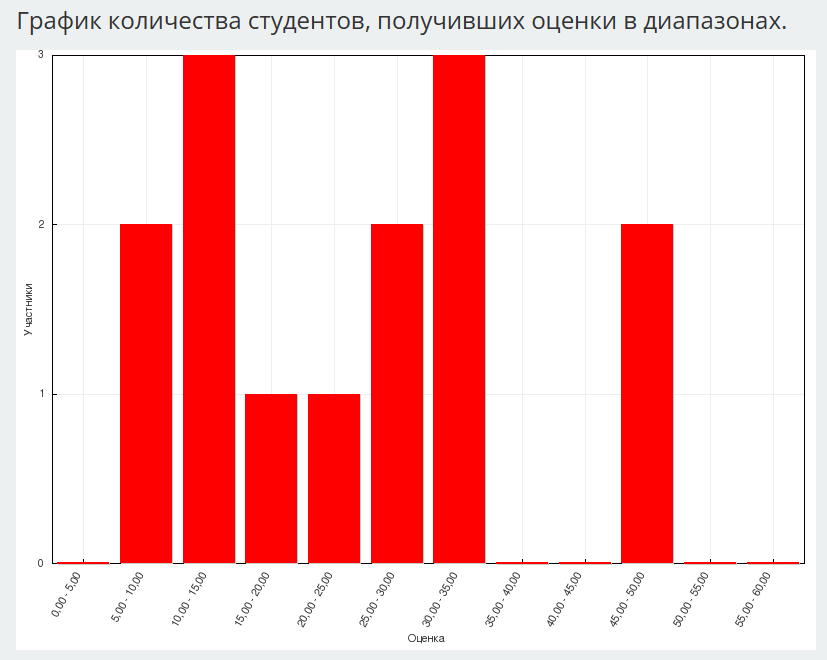 График количества студентов, получивших оценки в диапазонах.
3
2
1
0
Участники
0.00 - 5,00
5.00 - 10,00
10,00 - 15,00
15,00 - 20,00
20,00 - 25,00
25,00 - 30,00
30,00 - 35,00
35,00 - 40,00
40,00 - 45,00
45,00 - 50,00
50,00 - 55,00
55,00 - 60,00
Оценка